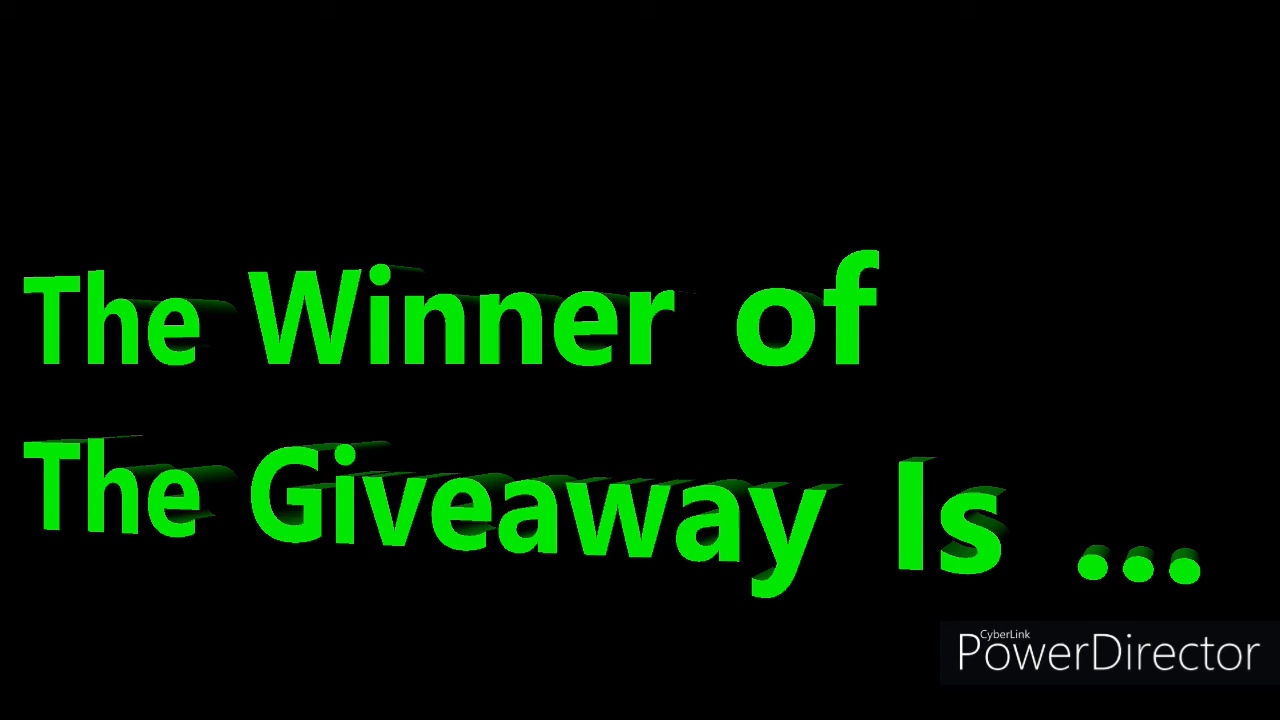 The Winner of
The Giveaway Is ...
CyberLink
PowerDirector